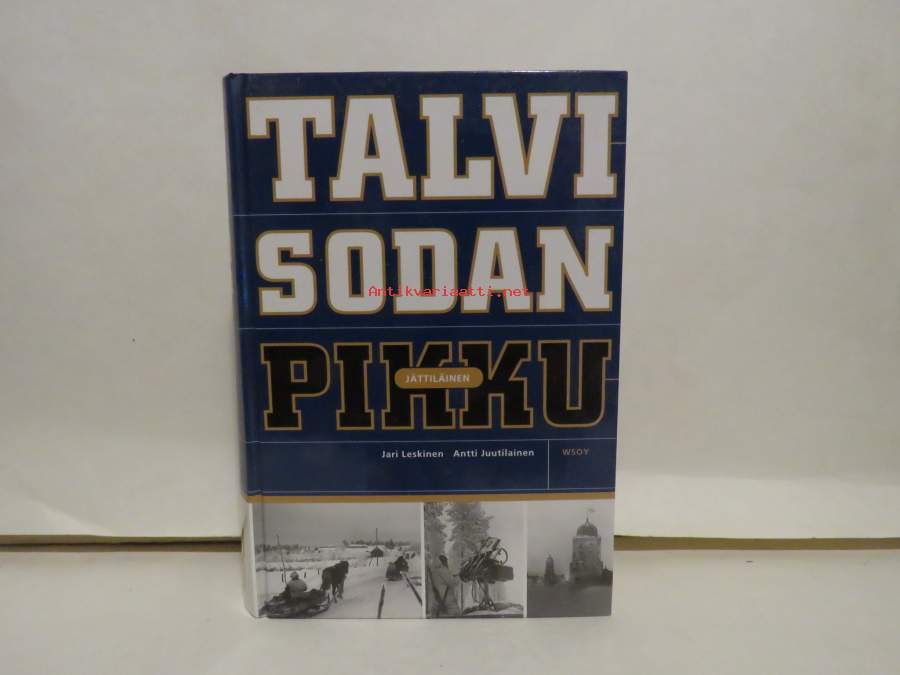 TALVI
SODAN
Antikvariaatti.net
PIKKU
JÄTTILÄINEN
Jari Leskinen Antti Juutilainen WSOY